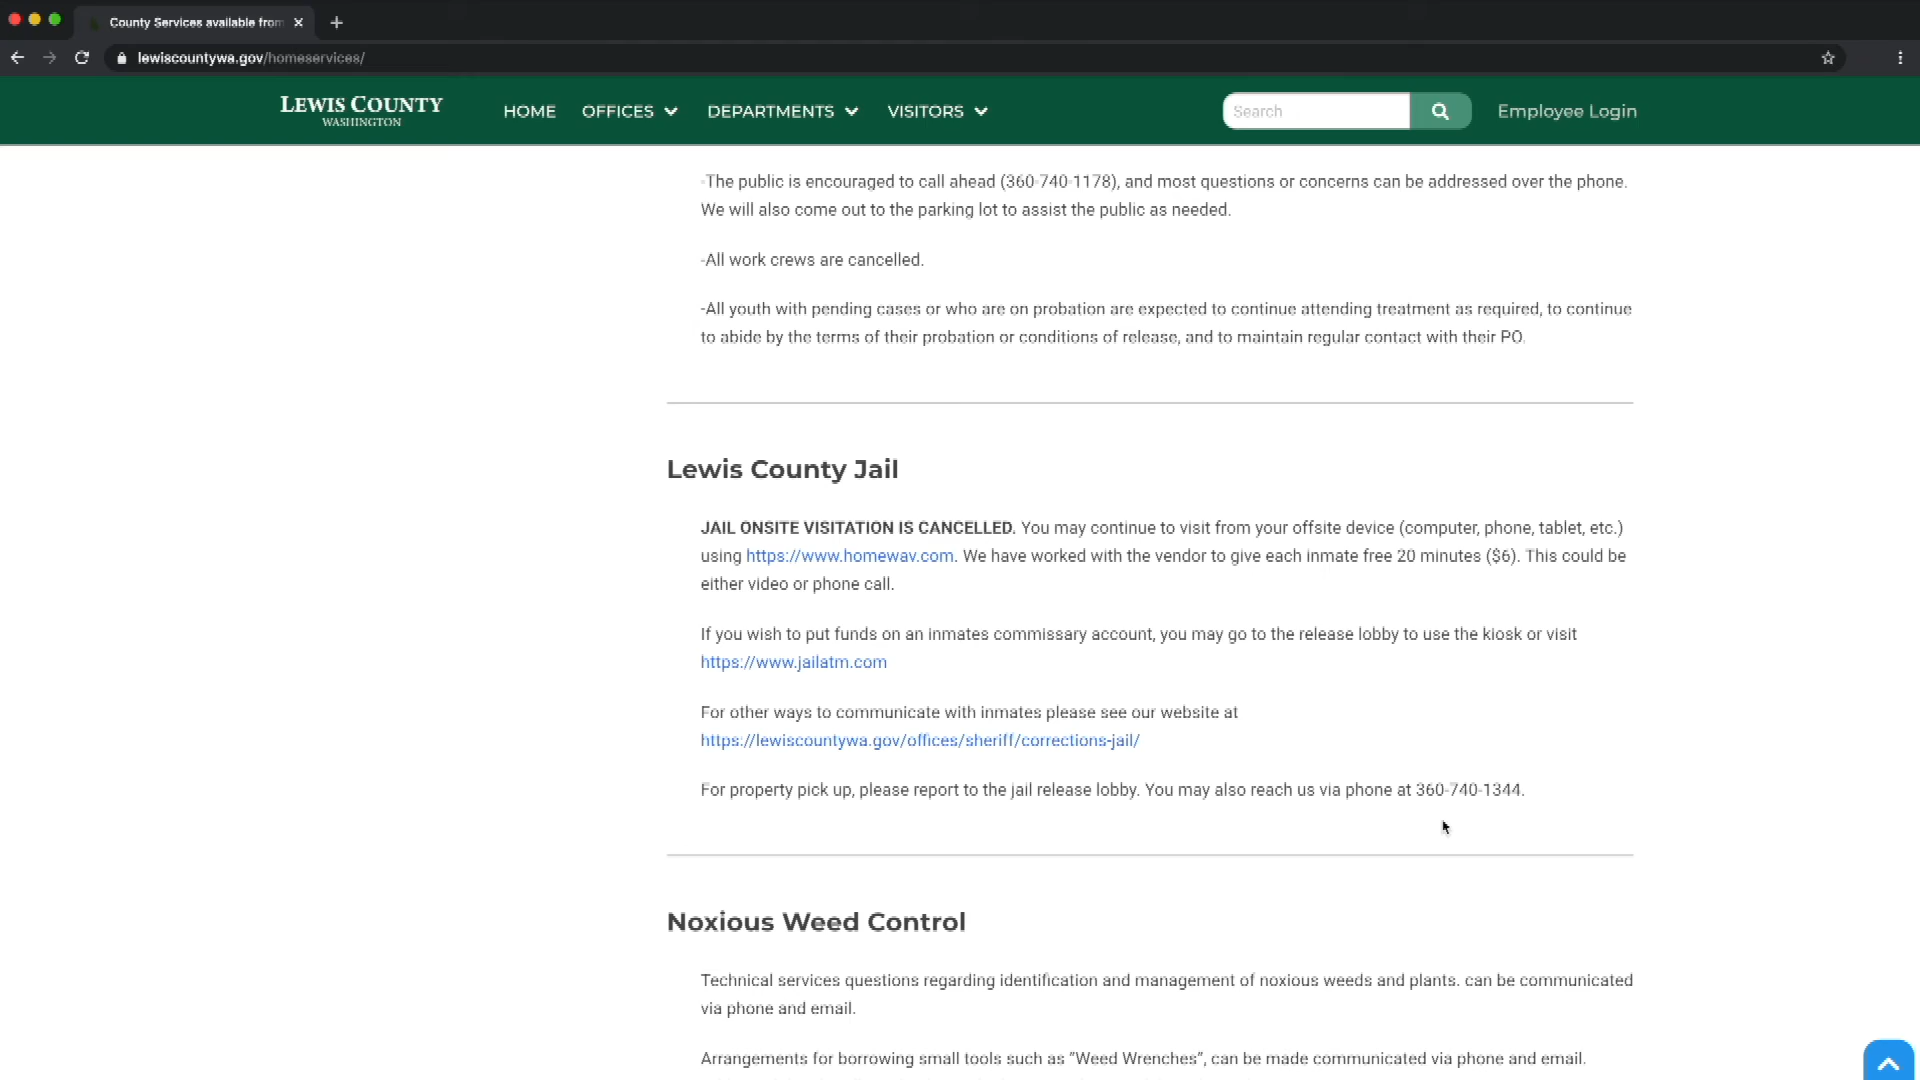 County Services available from
lewiscountywa.gov/homeservices/
LEWIS COUNTY
WASHINGTON
HOME
OFFICES
DEPARTMENTS
VISITORS
Search
Employee Login
-The public is encouraged to call ahead (360-740-1178), and most questions or concerns can be addressed over the phone.
We will also come out to the parking lot to assist the public as needed.
-All work crews are cancelled.
-All youth with pending cases or who are on probation are expected to continue attending treatment as required, to continue
to abide by the terms of their probation or conditions of release, and to maintain regular contact with their PO.
Lewis County Jail
JAIL ONSITE VISITATION IS CANCELLED. You may continue to visit from your offsite device (computer, phone, tablet, etc.)
using https://www.homewav.com. We have worked with the vendor to give each inmate free 20 minutes ($6). This could be
either video or phone call.
If you wish to put funds on an inmates commissary account, you may go to the release lobby to use the kiosk or visit
https://www.jailatm.com
For other ways to communicate with inmates please see our website at
https://lewiscountywa.gov/offices/sheriff/corrections-jail/
For property pick up, please report to the jail release lobby. You may also reach us via phone at 360-740-1344.
Noxious Weed Control
Technical services questions regarding identification and management of noxious weeds and plants. can be communicated
via phone and email.
Arrangements for borrowing small tools such as "Weed Wrenches", can be made communicated via phone and email.